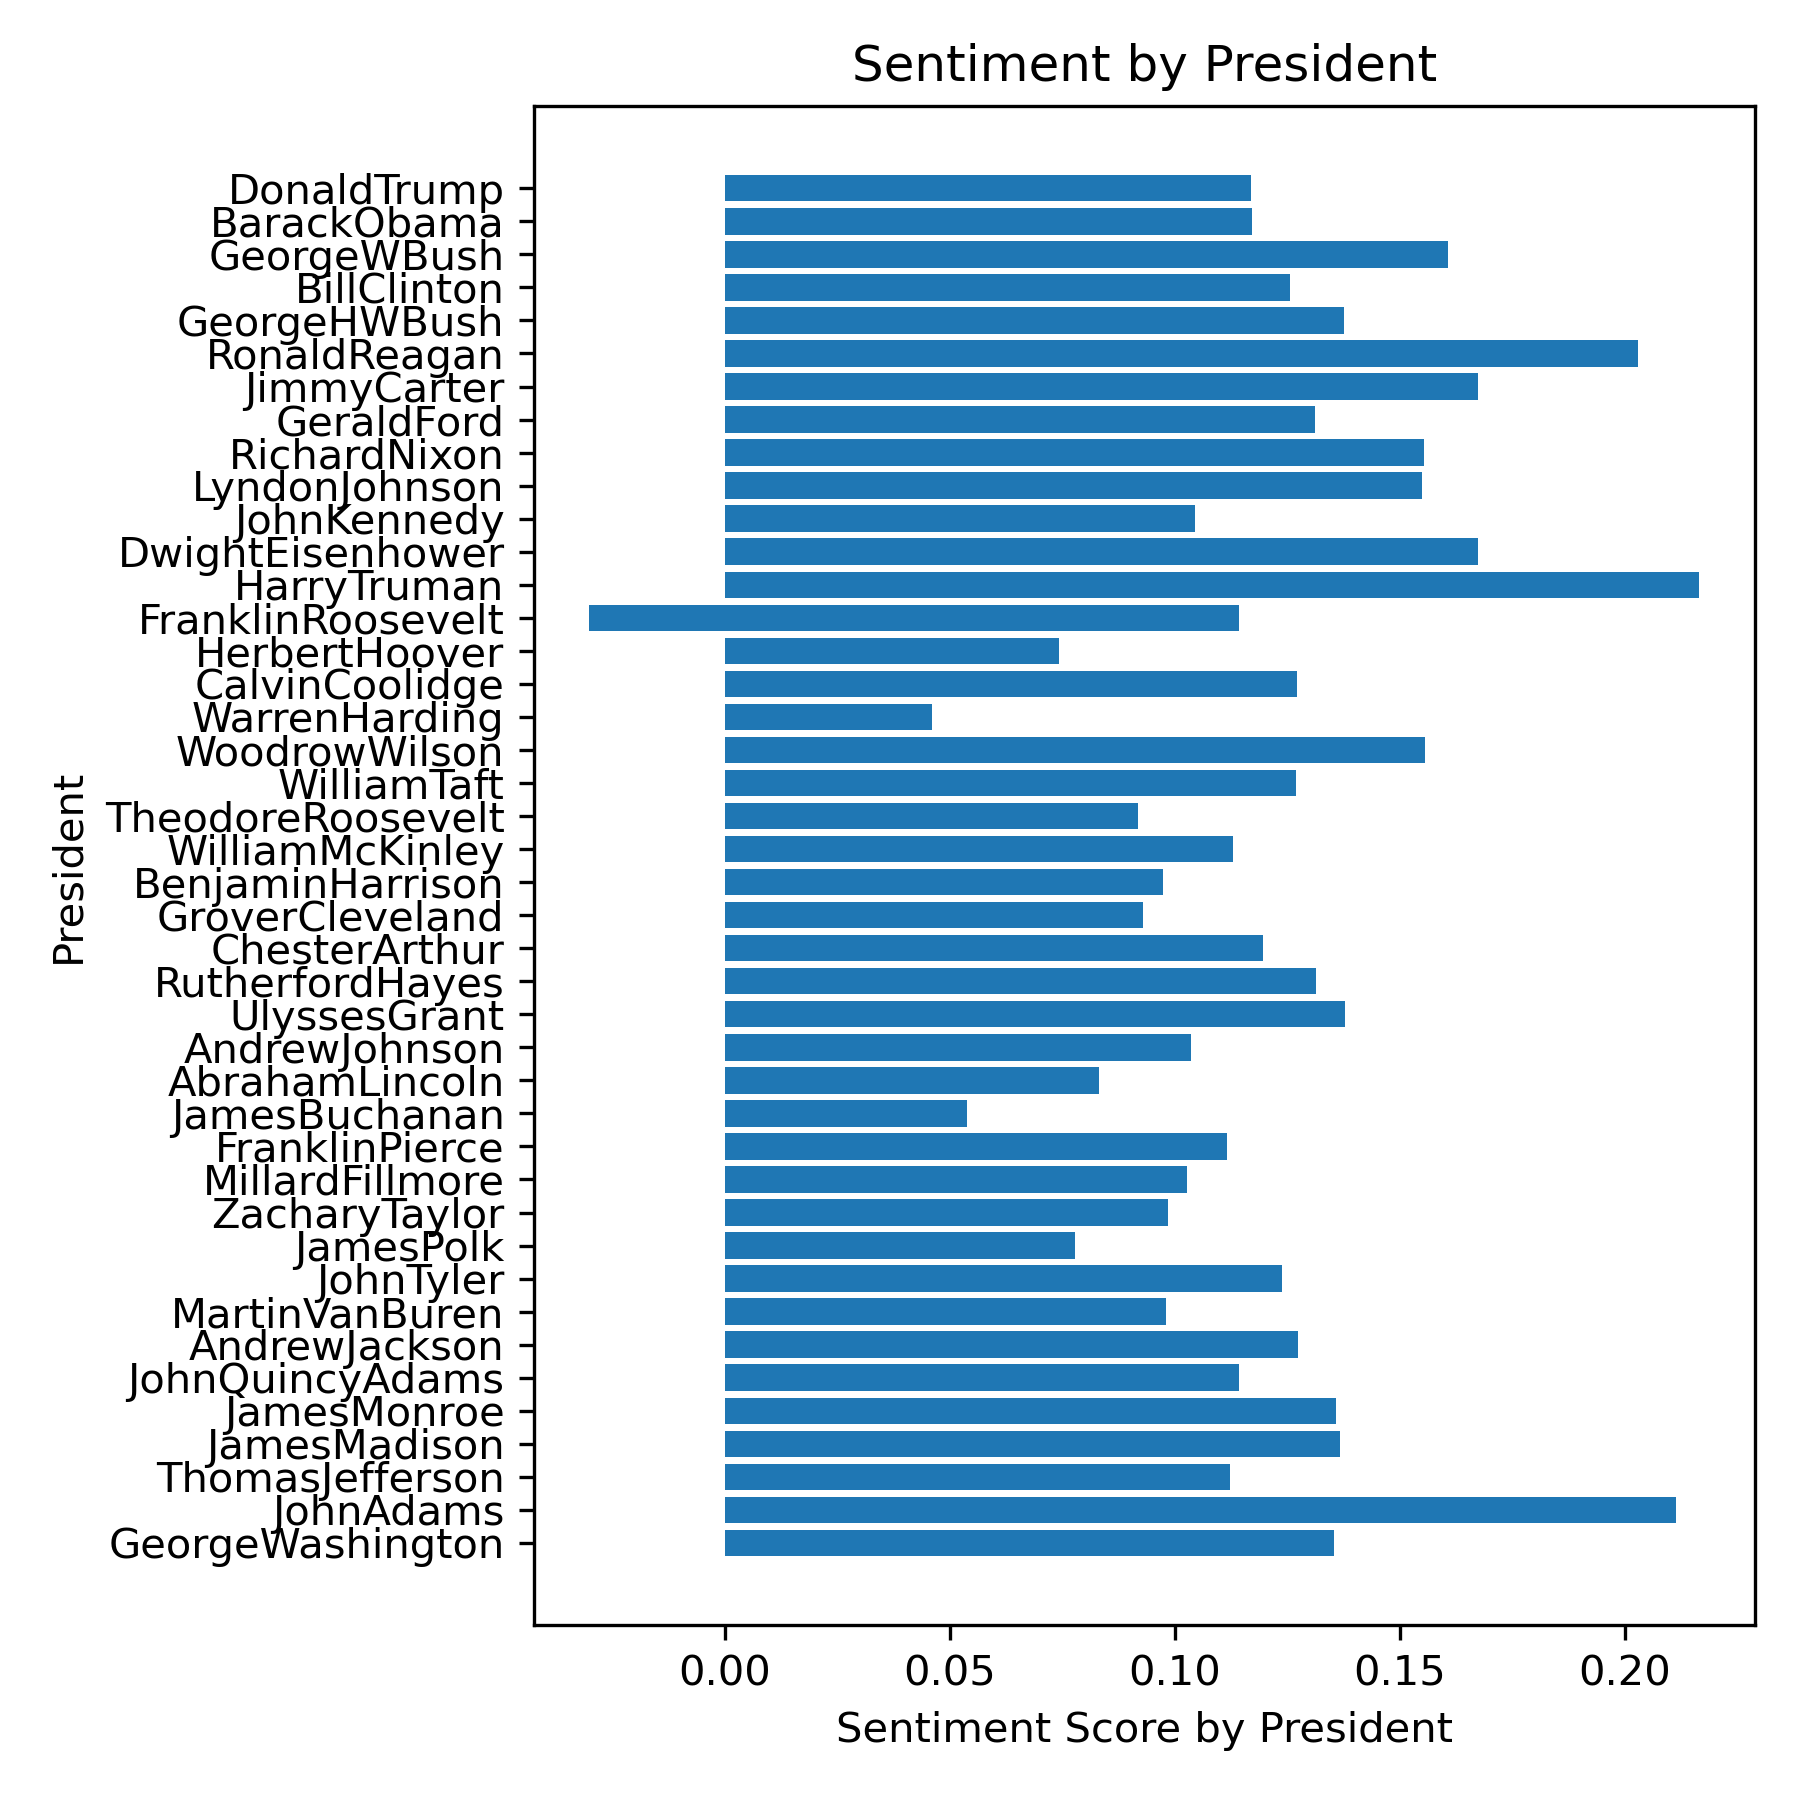 Sentiment by President
DonaldTrump
BarackObama
GeorgeWBush
BillClinton
GeorgeHWBush
RonaldReagan
JimmyCarter
GeraldFord
RichardNixon
LyndonJohnson
JohnKennedy
DwightEisenhower
HarryTruman
FranklinRoosevelt
HerbertHoover
CalvinCoolidge
WarrenHarding
WoodrowWilson
WilliamTaft
TheodoreRoosevelt
WilliamMcKinley
BenjaminHarrison
GroverCleveland
ChesterArthur
RutherfordHayes
UlyssesGrant
AndrewJohnson
AbrahamLincoln
JamesBuchanan
FranklinPierce
MillardFillmore
ZacharyTaylor
JamesPolk
JohnTyler
MartinVanBuren
AndrewJackson
JohnQuincyAdams
JamesMonroe
JamesMadison
ThomasJefferson
JohnAdams
GeorgeWashington
President
0.00 0.05 0.10 0.15 0.20
Sentiment Score by President